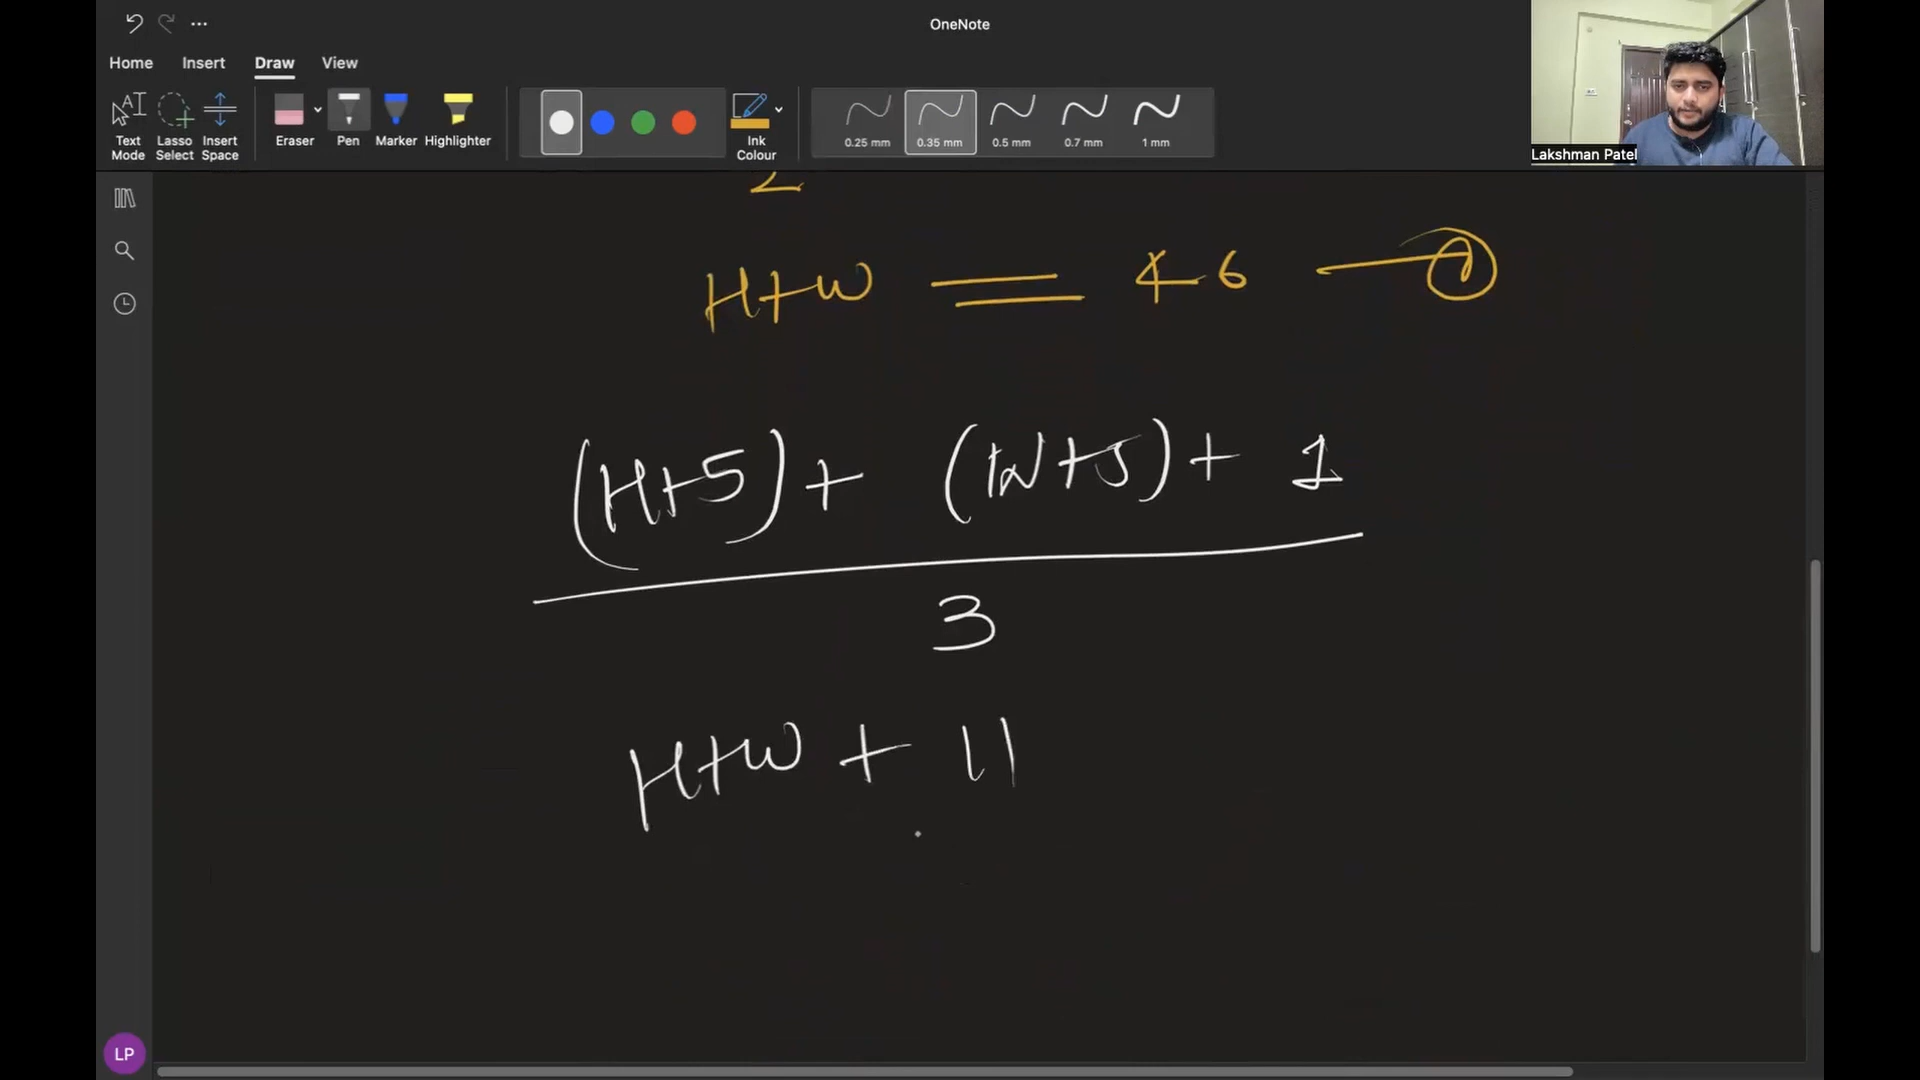 OneNote
Home Insert Draw View
Text Mode Lasso Select Insert Space Eraser Pen Marker Highlighter Ink Colour 0.25 mm 0.35 mm 0.5 mm 0.7 mm 1 mm
Lakshman Patel
2
H+W = 46 — ①
(H+5) + (W+5) + 1
3
H+W + 11
LP